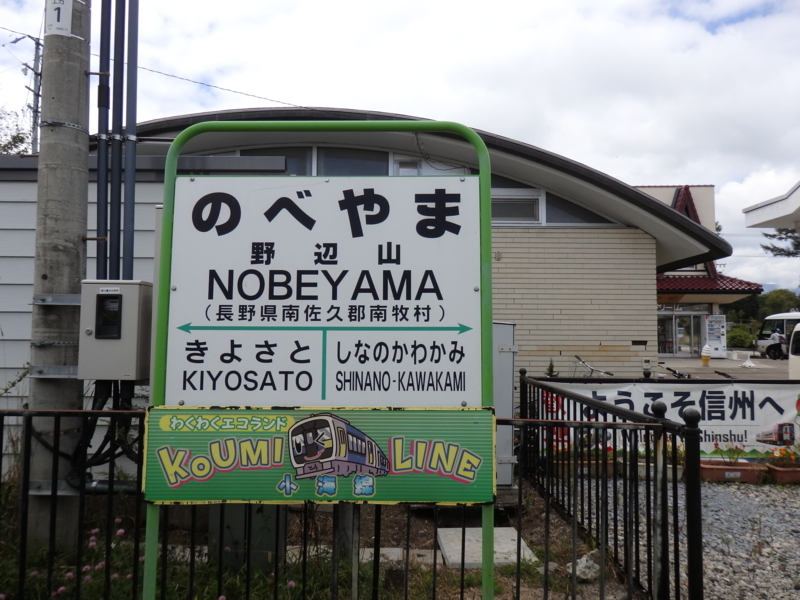 1
のべやま
野辺山
NOBEYAMA
(長野県南佐久郡南牧村)
きよさと しなのかわかみ
KIYOSATO SHINANO-KAWAKAMI
わくわくエコランド
KOUMI LINE
小海線
ようこそ信州へ
Shinshu!